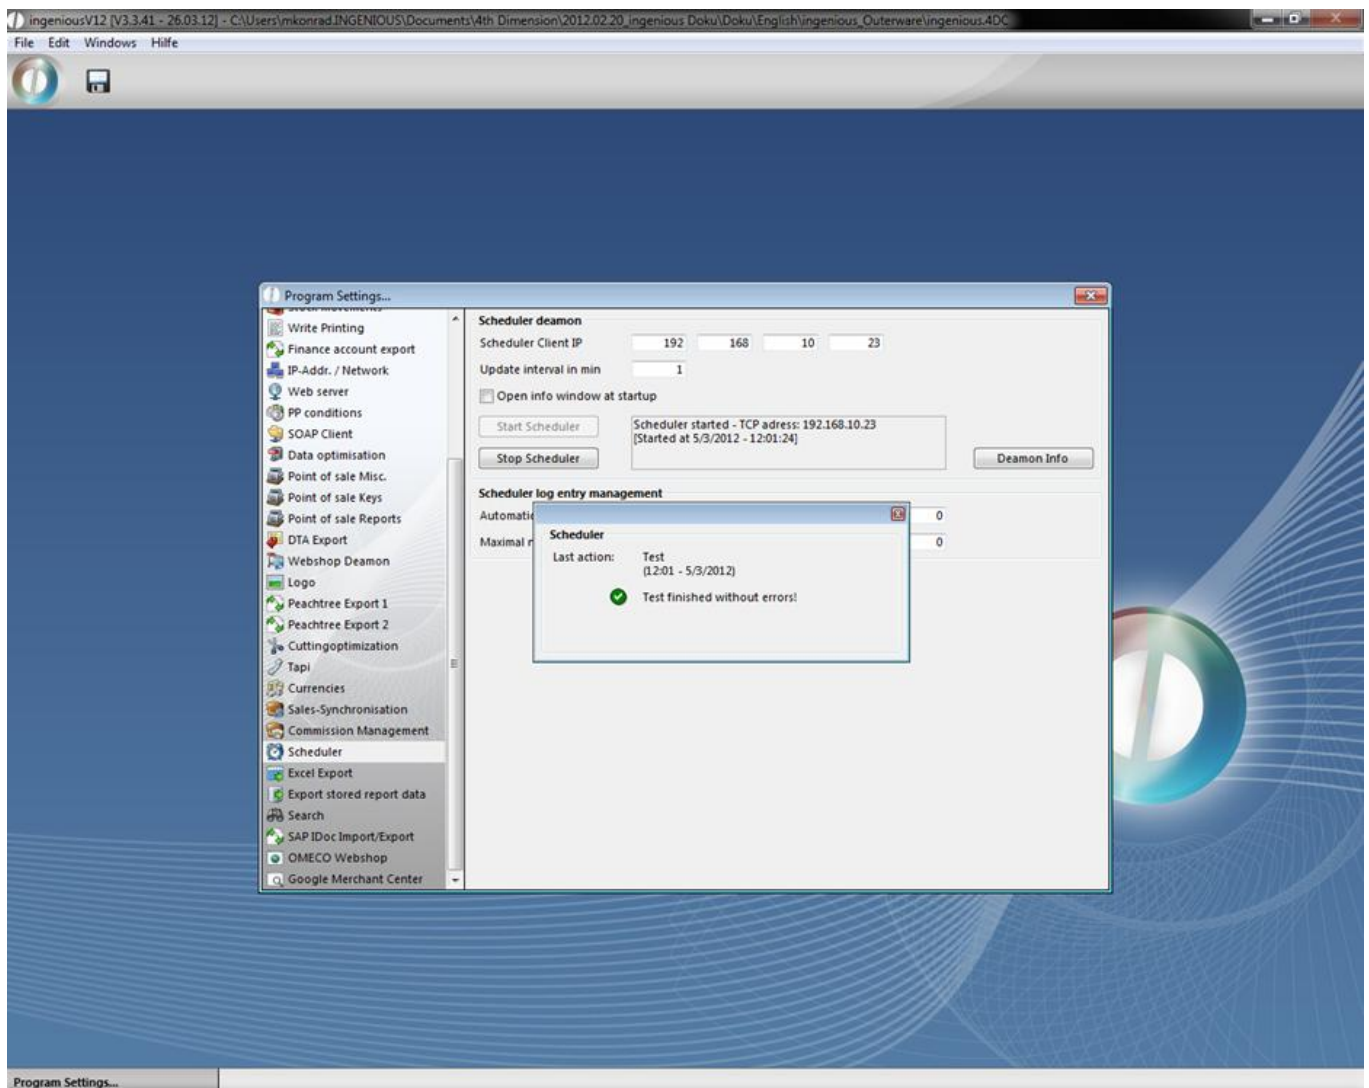 ingeniousV12 [V3.3.41 - 26.03.12] - C:\Users\mkonrad.INGENIOUS\Documents\4th Dimension\2012.02.20_ingenious Doku\Doku\English\ingenious_Outerware\ingenious.4DC
File Edit Windows Hilfe
Program Settings...
Stock movements
Write Printing
Finance account export
IP-Addr. / Network
Web server
PP conditions
SOAP Client
Data optimisation
Point of sale Misc.
Point of sale Keys
Point of sale Reports
DTA Export
Webshop Deamon
Logo
Peachtree Export 1
Peachtree Export 2
Cuttingoptimization
Tapi
Currencies
Sales-Synchronisation
Commission Management
Scheduler
Excel Export
Export stored report data
Search
SAP IDoc Import/Export
OMECO Webshop
Google Merchant Center
Scheduler deamon
Scheduler Client IP 192 168 10 23
Update interval in min 1
Open info window at startup
Start Scheduler
Scheduler started - TCP adress: 192.168.10.23
[Started at 5/3/2012 - 12:01:24]
Stop Scheduler
Deamon Info
Scheduler log entry management
Automatic 0
Maximal 0
Scheduler
Last action: Test
(12:01 - 5/3/2012)
Test finished without errors!
Program Settings...